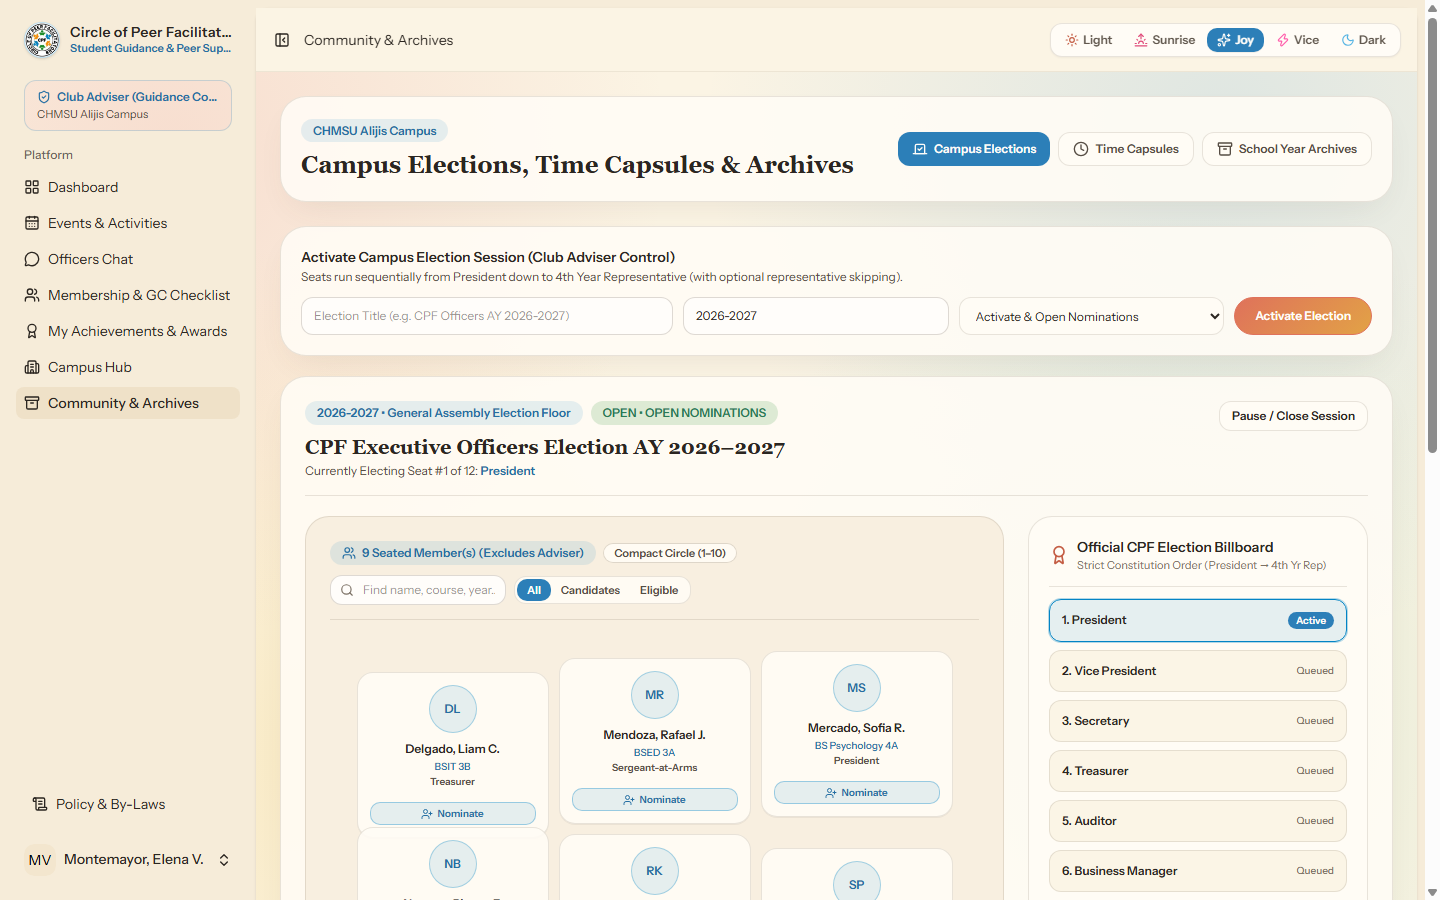 Circle of Peer Facilitat...
Student Guidance & Peer Sup...
Club Adviser (Guidance Co...
CHMSU Alijis Campus
Platform
Dashboard
Events & Activities
Officers Chat
Membership & GC Checklist
My Achievements & Awards
Campus Hub
Community & Archives
Policy & By-Laws
MV Montemayor, Elena V.
Community & Archives
Light Sunrise Joy Vice Dark
CHMSU Alijis Campus
Campus Elections, Time Capsules & Archives
Campus Elections Time Capsules School Year Archives
Activate Campus Election Session (Club Adviser Control)
Seats run sequentially from President down to 4th Year Representative (with optional representative skipping).
Election Title (e.g. CPF Officers AY 2026-2027) 2026-2027 Activate & Open Nominations Activate Election
2026-2027 • General Assembly Election Floor OPEN • OPEN NOMINATIONS
Pause / Close Session
CPF Executive Officers Election AY 2026–2027
Currently Electing Seat #1 of 12: President
9 Seated Member(s) (Excludes Adviser) Compact Circle (1–10)
Find name, course, year. All Candidates Eligible
DL
Delgado, Liam C.
BSIT 3B
Treasurer
Nominate
MR
Mendoza, Rafael J.
BSED 3A
Sergeant-at-Arms
Nominate
MS
Mercado, Sofia R.
BS Psychology 4A
President
Nominate
NB
RK
SP
Official CPF Election Billboard
Strict Constitution Order (President → 4th Yr Rep)
1. President Active
2. Vice President Queued
3. Secretary Queued
4. Treasurer Queued
5. Auditor Queued
6. Business Manager Queued